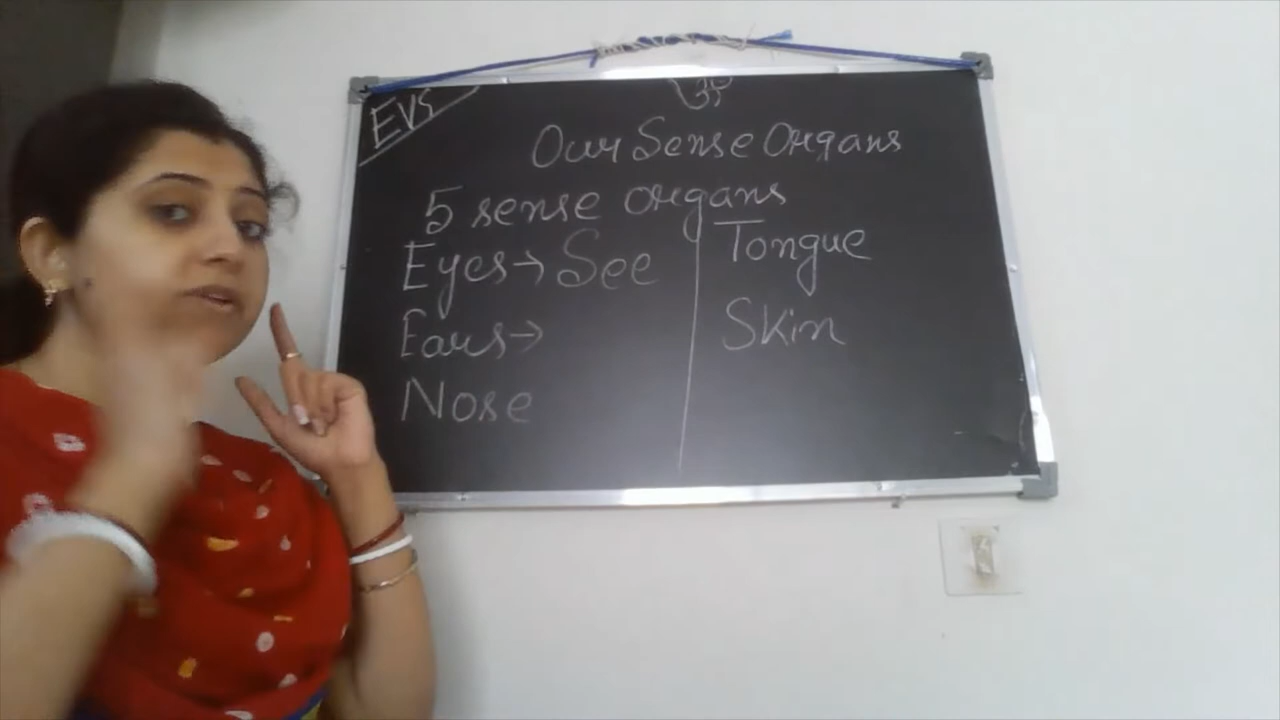 EVS
ॐ
Our Sense Organs
5 sense organs
Eyes→ See
Ears→
Nose
Tongue
Skin